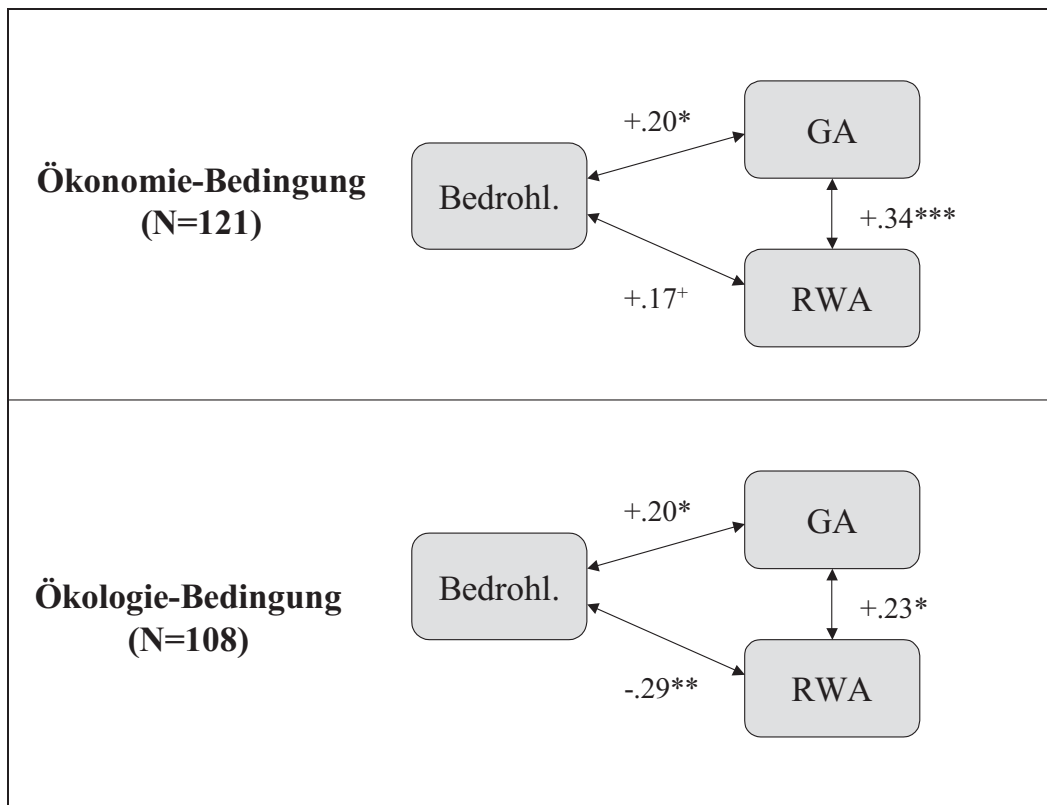 +.20*
GA
Ökonomie-Bedingung
(N=121)
Bedrohl.
+.34***
+.17⁺
RWA
+.20*
GA
Ökologie-Bedingung
(N=108)
Bedrohl.
+.23*
-.29**
RWA